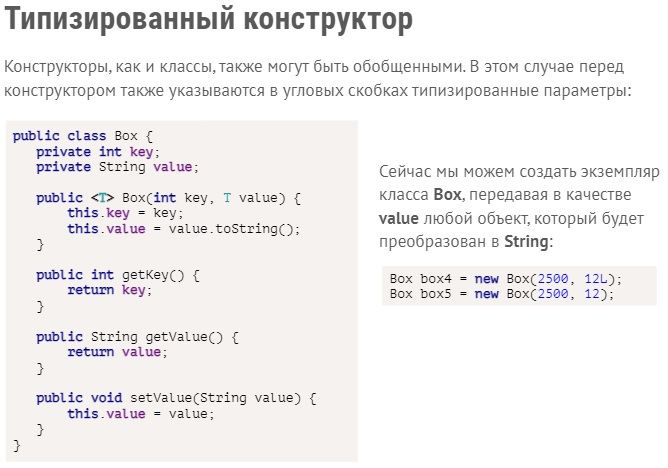 Типизированный конструктор
Конструкторы, как и классы, также могут быть обобщенными. В этом случае перед
конструктором также указываются в угловых скобках типизированные параметры:
public class Box {
private int key;
private String value;
public <T> Box(int key, T value) {
this.key = key;
this.value = value.toString();
}
public int getKey() {
return key;
}
public String getValue() {
return value;
}
public void setValue(String value) {
this.value = value;
}
}
Сейчас мы можем создать экземпляр
класса Box, передавая в качестве
value любой объект, который будет
преобразован в String:
Box box4 = new Box(2500, 12L);
Box box5 = new Box(2500, 12);